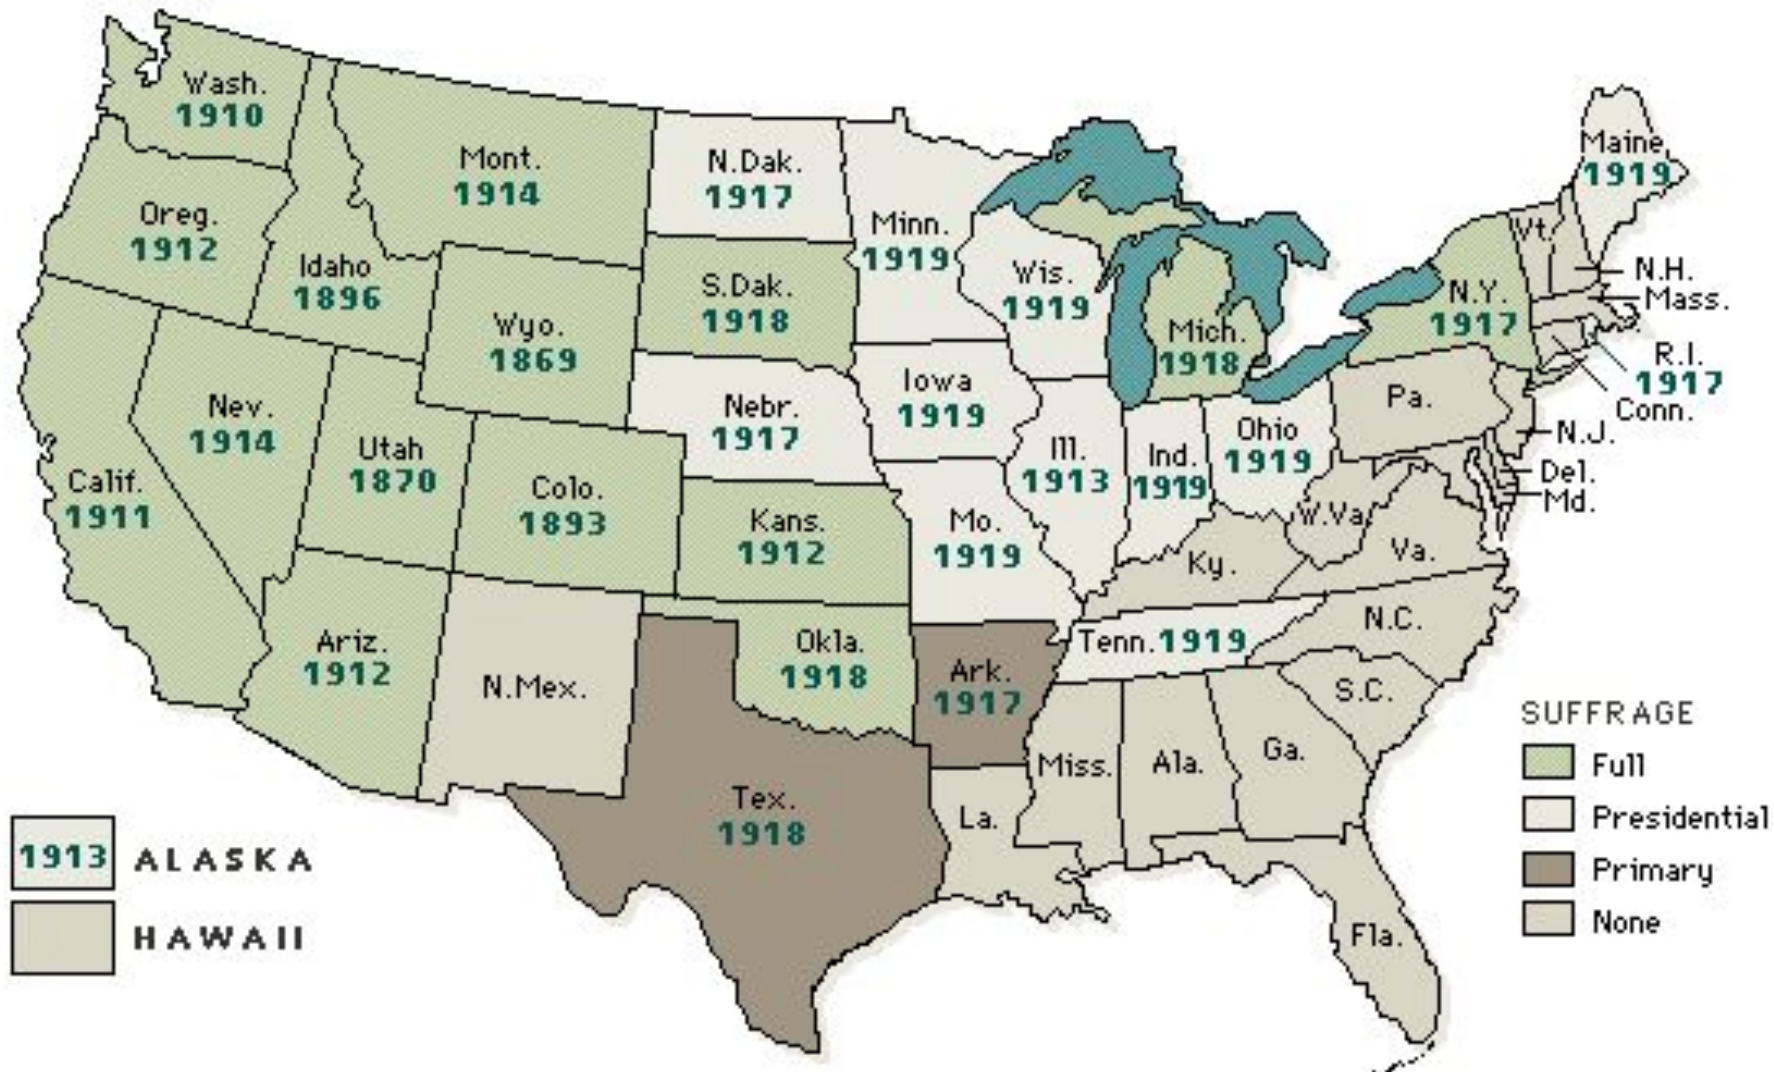 Wash.
1910
Mont.
1914
N.Dak.
1917
Minn.
1919
Maine
1919
Oreg.
1912
Idaho
1896
Wyo.
1869
S.Dak.
1918
Wis.
1919
Mich.
1918
N.Y.
1917
Vt.
N.H.
Mass.
R.I.
1917
Conn.
N.J.
Del.
Md.
Pa.
Calif.
1911
Nev.
1914
Utah
1870
Colo.
1893
Nebr.
1917
Kans.
1912
Iowa
1919
Mo.
1919
Ill.
1913
Ind.
1919
Ohio
1919
W.Va.
Va.
Ky.
Ariz.
1912
N.Mex.
Okla.
1918
Ark.
1917
Tenn. 1919
N.C.
S.C.
Tex.
1918
La.
Miss.
Ala.
Ga.
Fla.
1913 ALASKA
HAWAII
SUFFRAGE
Full
Presidential
Primary
None